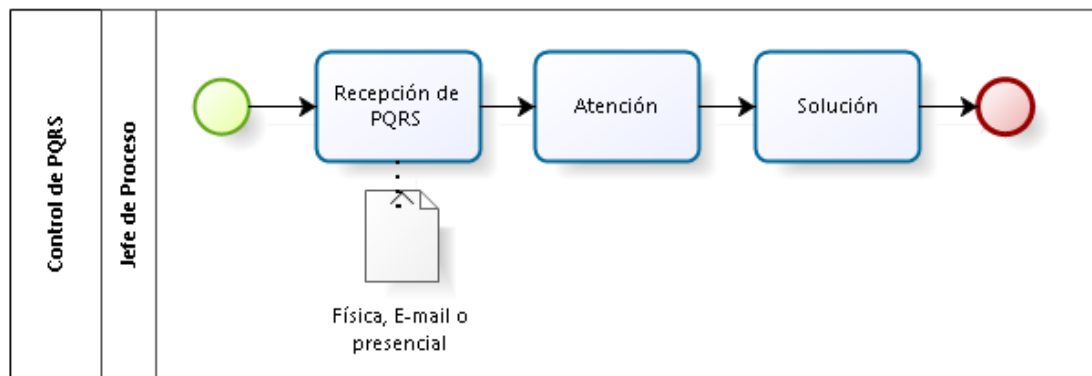 Control de PQRS
Jefe de Proceso
Recepción de
PQRS
Atención
Solución
Física, E-mail o
presencial